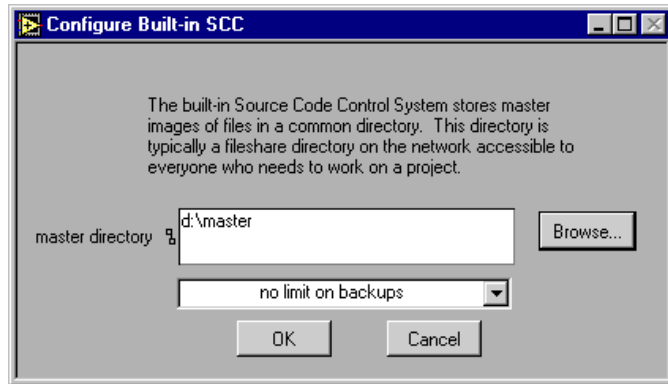 Configure Built-in SCC
The built-in Source Code Control System stores master
images of files in a common directory.  This directory is
typically a fileshare directory on the network accessible to
everyone who needs to work on a project.
master directory
d:\master
Browse...
no limit on backups
OK
Cancel